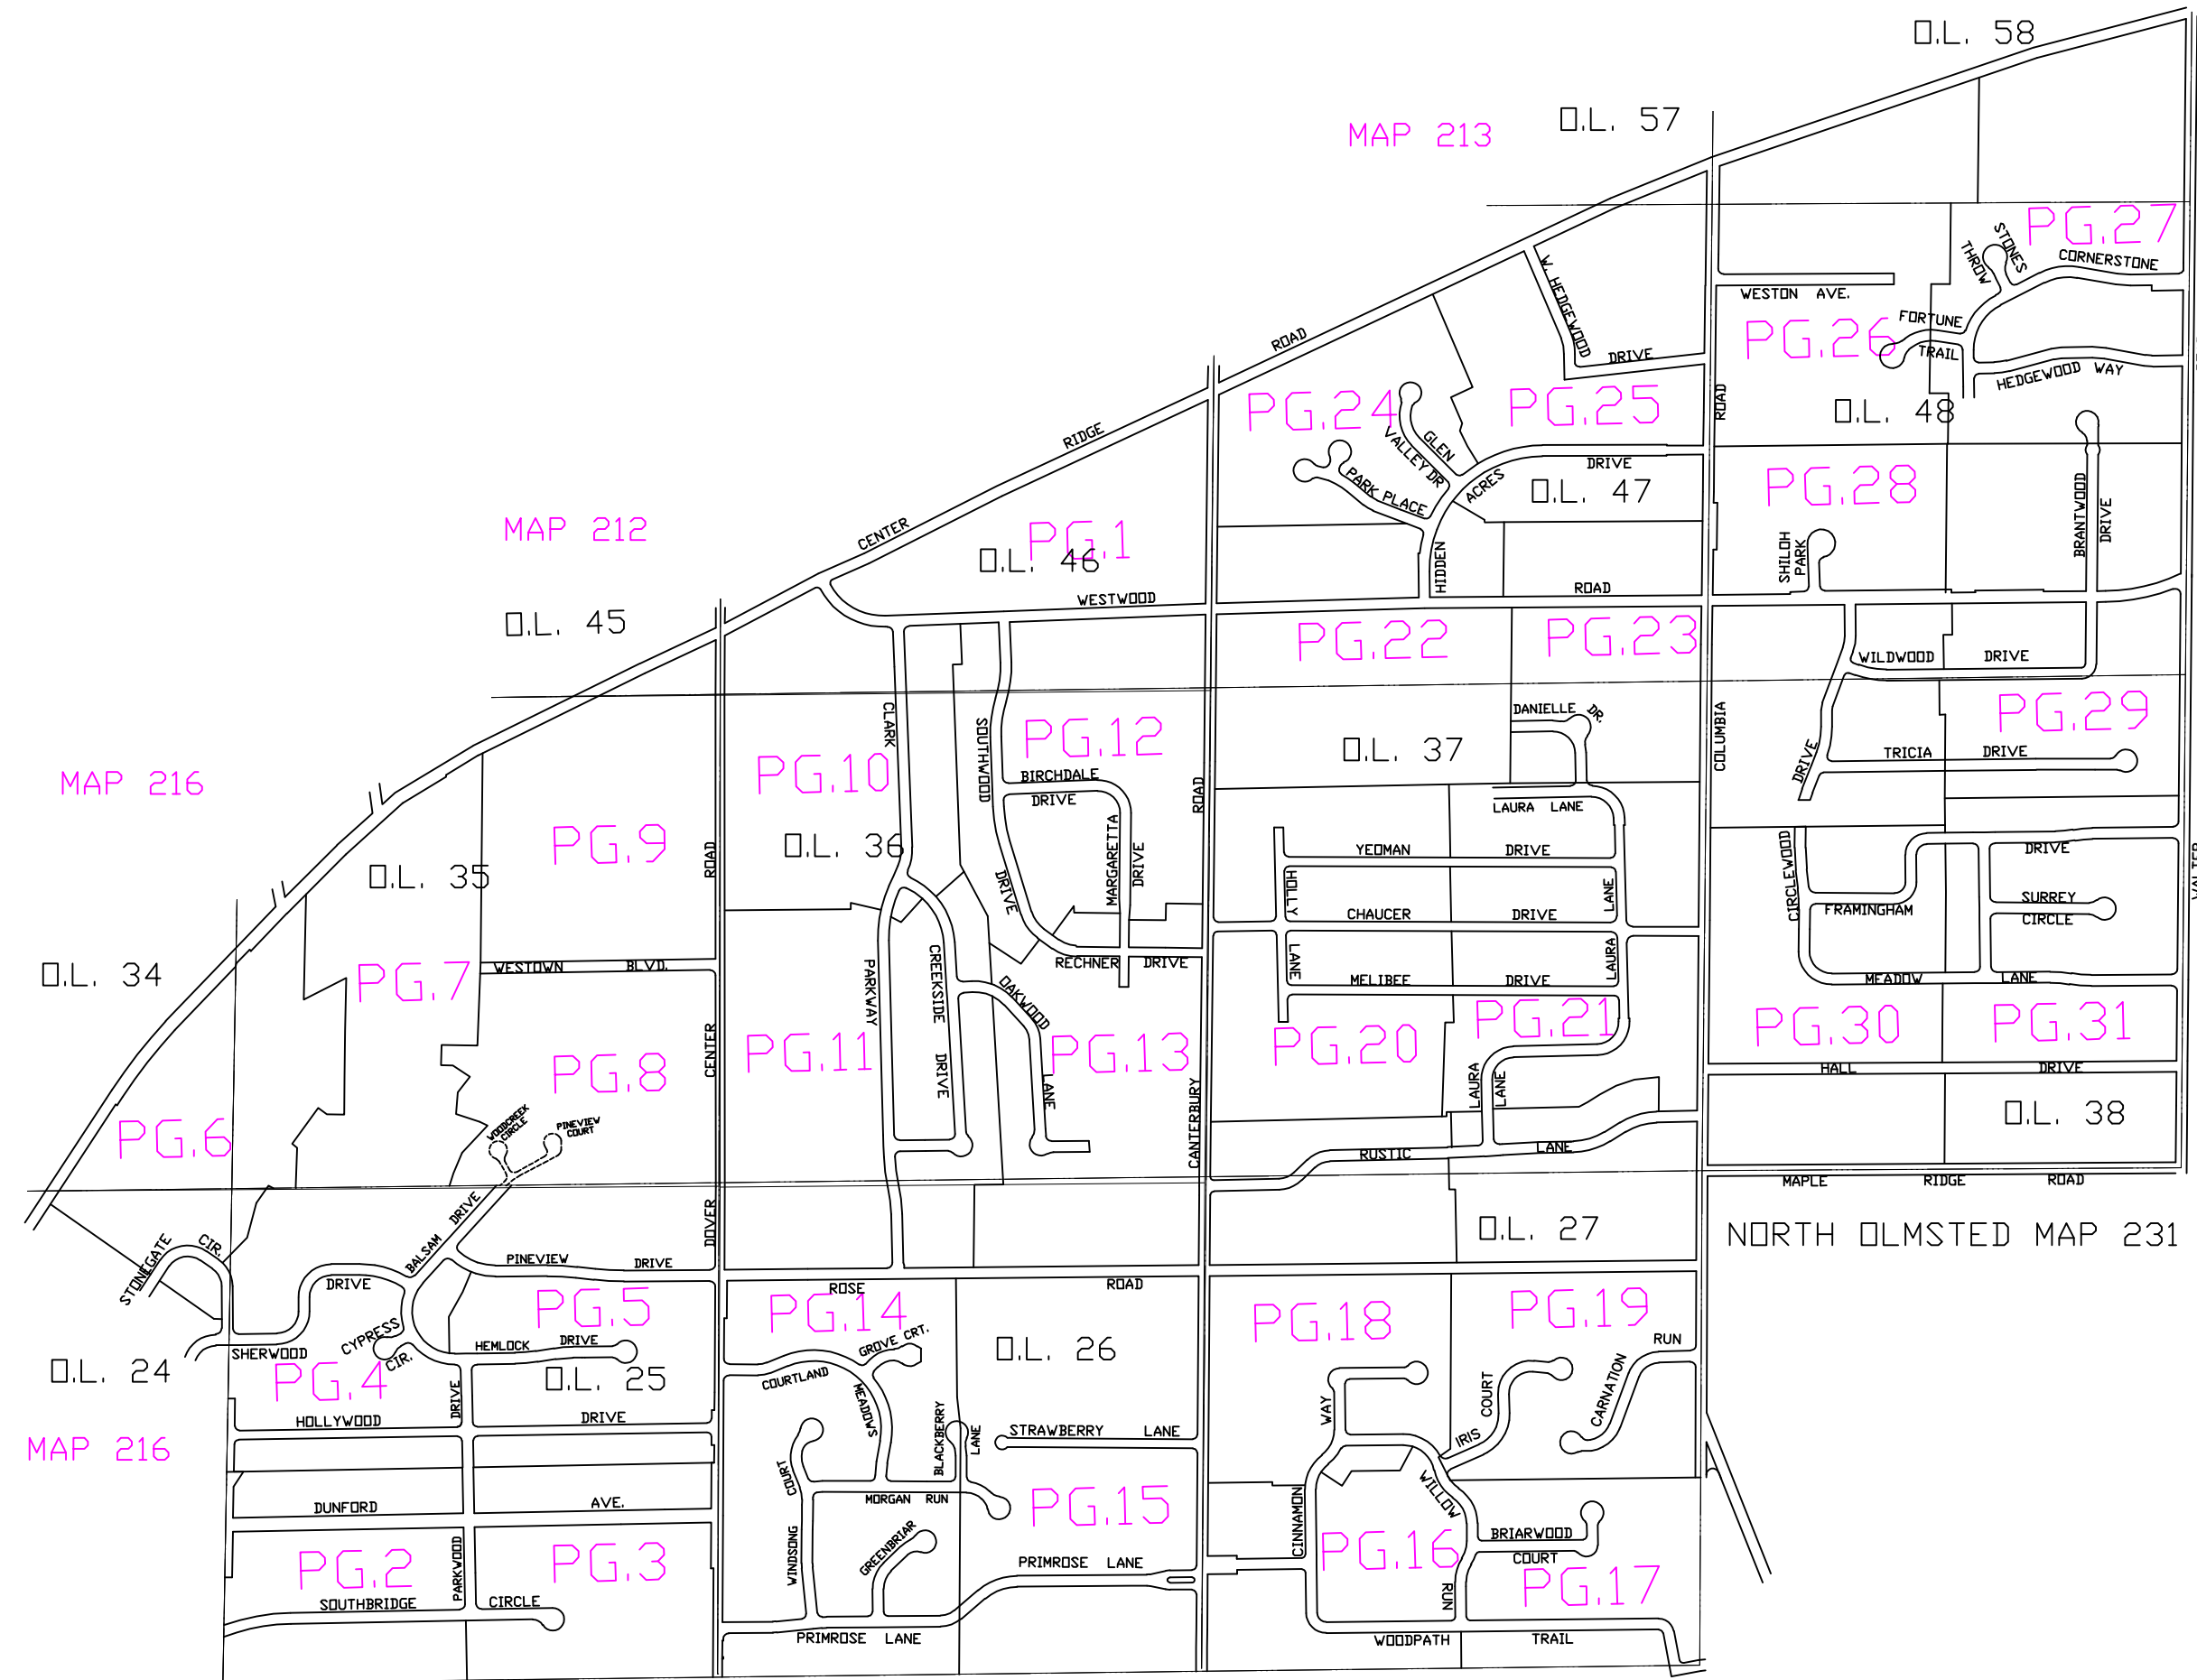 O.L. 58
MAP 213
O.L. 57
PG.27
THROW
STONES
CORNERSTONE
W. HEDGEWOOD
DRIVE
WESTON AVE.
PG.26
FORTUNE
TRAIL
HEDGEWOOD WAY
O.L. 48
ROAD
RIDGE
CENTER
PG.24
PG.25
GLEN
VALLEY DR
PARK PLACE
ACRES
DRIVE
HIDDEN
O.L. 47
ROAD
PG.28
SHILOH
PARK
BRANTWOOD
DRIVE
MAP 212
O.L. 45
PG.1
O.L. 46
WESTWOOD
ROAD
PG.22
PG.23
WILDWOOD DRIVE
PG.29
DANIELLE DR.
O.L. 37
COLUMBIA
TRICIA DRIVE
DRIVE
MAP 216
PG.9
PG.10
O.L. 36
CLARK
SOUTHWOOD
DRIVE
PG.12
BIRCHDALE
DRIVE
MARGARETTA
DRIVE
ROAD
LAURA LANE
YEOMAN DRIVE
HOLLY
LANE
CHAUCER DRIVE
LANE
LAURA
MELIBEE DRIVE
CIRCLEWOOD
FRAMINGHAM
DRIVE
SURREY
CIRCLE
MEADOW LANE
O.L. 35
O.L. 34
PG.7
WESTOWN BLVD.
ROAD
PG.8
CENTER
PG.11
PARKWAY
CREEKSIDE
DRIVE
RECHNER DRIVE
OAKWOOD
LANE
PG.13
PG.20
PG.21
LAURA
LANE
PG.30
PG.31
HALL DRIVE
O.L. 38
PG.6
WOODCREEK
CIRCLE
PINEVIEW
COURT
CANTERBURY
RUSTIC LANE
MAPLE RIDGE ROAD
O.L. 27
NORTH OLMSTED MAP 231
STONEGATE
CIR.
BALSAM
DRIVE
DRIVE
PINEVIEW DRIVE
DOVER
ROSE ROAD
PG.5
PG.14
PG.18
PG.19
SHERWOOD
CYPRESS
CIR.
HEMLOCK DRIVE
O.L. 24
PG.4
O.L. 25
O.L. 26
GROVE CRT.
COURTLAND
MEADOWS
RUN
CARNATION
COURT
IRIS
WAY
HOLLYWOOD DRIVE
DRIVE
BLACKBERRY
LANE
STRAWBERRY LANE
MAP 216
COURT
WINDSONG
MORGAN RUN
PG.15
WILLOW
CINNAMON
DUNFORD AVE.
GREENBRIAR
PG.16
BRIARWOOD
COURT
PG.2
PARKWOOD
PG.3
PRIMROSE LANE
PG.17
RUN
SOUTHBRIDGE CIRCLE
PRIMROSE LANE
WOODPATH TRAIL